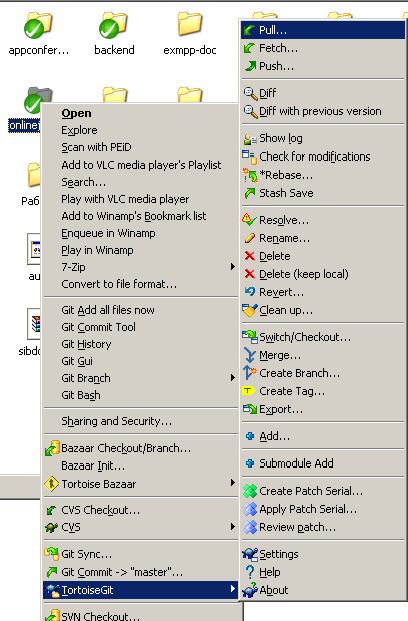 appconfer...
backend
exmpp-doc
onlinej
Раб
au
sibdo
Open
Explore
Scan with PEiD
Add to VLC media player's Playlist
Search...
Play with VLC media player
Add to Winamp's Bookmark list
Enqueue in Winamp
Play in Winamp
7-Zip
Convert to file format...
Git Add all files now
Git Commit Tool
Git History
Git Gui
Git Branch
Git Bash
Sharing and Security...
Bazaar Checkout/Branch...
Bazaar Init...
Tortoise Bazaar
CVS Checkout...
CVS
Git Sync...
Git Commit -> "master"...
TortoiseGit
SVN Checkout...
Pull...
Fetch...
Push...
Diff
Diff with previous version
Show log
Check for modifications
*Rebase...
Stash Save
Resolve...
Rename...
Delete
Delete (keep local)
Revert...
Clean up...
Switch/Checkout...
Merge...
Create Branch...
Create Tag...
Export...
Add...
Submodule Add
Create Patch Serial...
Apply Patch Serial...
Review patch...
Settings
Help
About